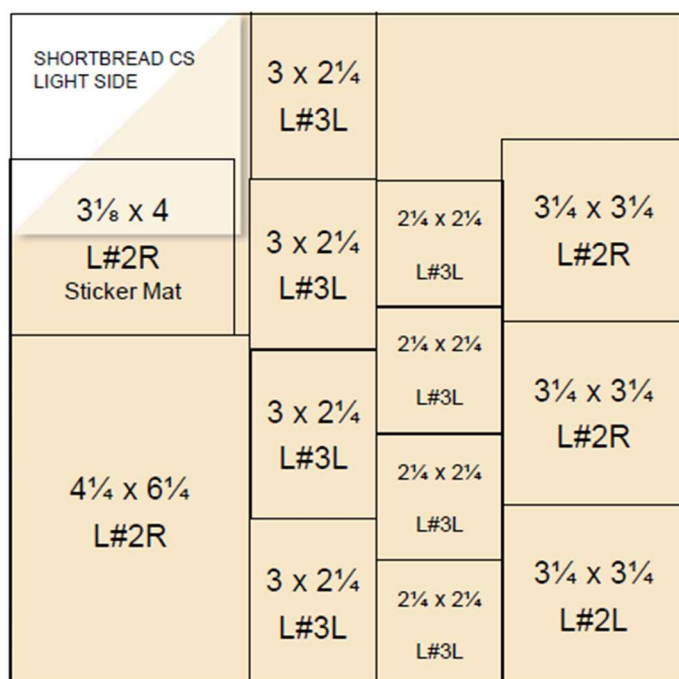 SHORTBREAD CS
LIGHT SIDE
3⅛ x 4
L#2R
Sticker Mat
4¼ x 6¼
L#2R
3 x 2¼
L#3L
3 x 2¼
L#3L
3 x 2¼
L#3L
3 x 2¼
L#3L
2¼ x 2¼
L#3L
2¼ x 2¼
L#3L
2¼ x 2¼
L#3L
2¼ x 2¼
L#3L
3¼ x 3¼
L#2R
3¼ x 3¼
L#2R
3¼ x 3¼
L#2L